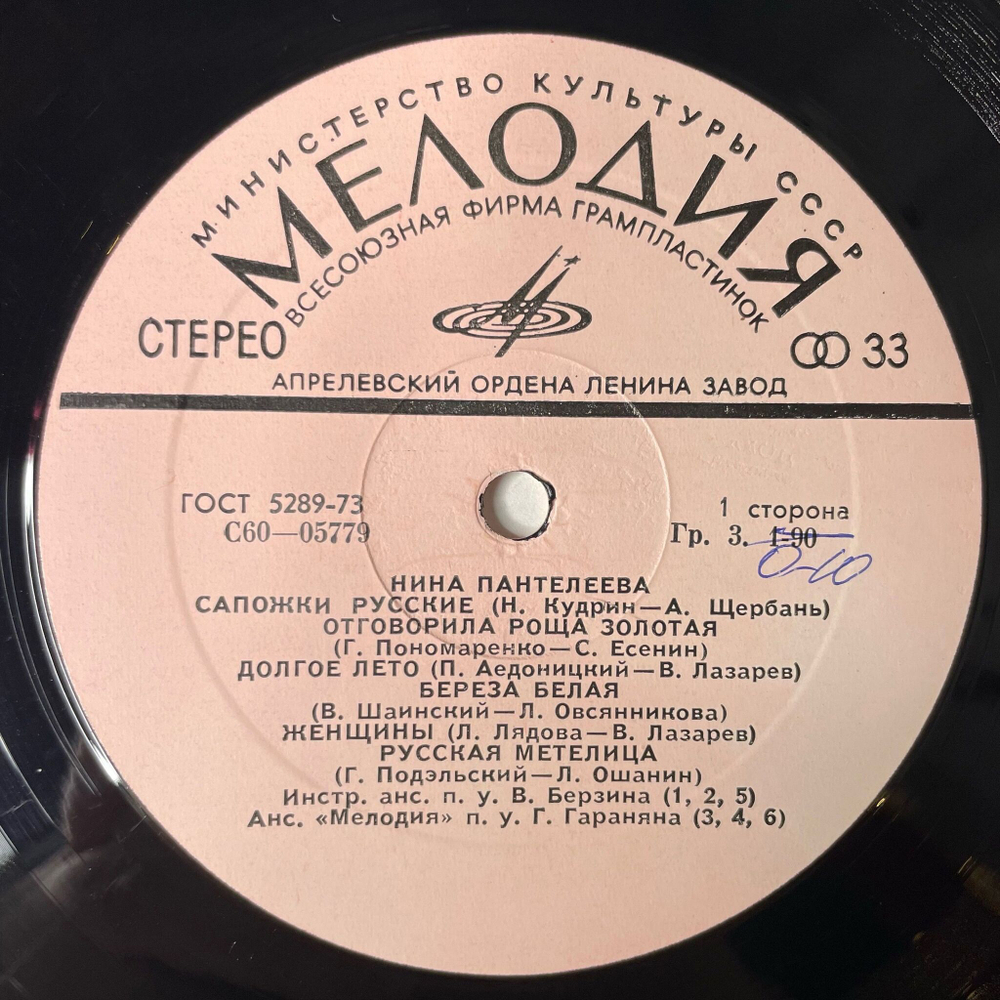 МИНИСТЕРСТВО КУЛЬТУРЫ СССР
МЕЛОДИЯ
ВСЕСОЮЗНАЯ ФИРМА ГРАМПЛАСТИНОК
СТЕРЕО
33
АПРЕЛЕВСКИЙ ОРДЕНА ЛЕНИНА ЗАВОД
ГОСТ 5289-73
С60—05779
1 сторона
Гр. 3. 1-90
0-10
НИНА ПАНТЕЛЕЕВА
САПОЖКИ РУССКИЕ (Н. Кудрин—А. Щербань)
ОТГОВОРИЛА РОЩА ЗОЛОТАЯ
(Г. Пономаренко—С. Есенин)
ДОЛГОЕ ЛЕТО (П. Аедоницкий—В. Лазарев)
БЕРЕЗА БЕЛАЯ
(В. Шаинский—Л. Овсянникова)
ЖЕНЩИНЫ (Л. Лядова—В. Лазарев)
РУССКАЯ МЕТЕЛИЦА
(Г. Подэльский—Л. Ошанин)
Инстр. анс. п. у. В. Берзина (1, 2, 5)
Анс. «Мелодия» п. у. Г. Гараняна (3, 4, 6)